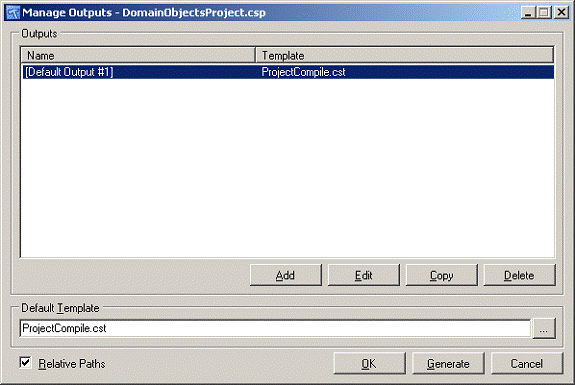 Manage Outputs - DomainObjectsProject.csp
Outputs
Name Template
[Default Output #1] ProjectCompile.cst
Add Edit Copy Delete
Default Template
ProjectCompile.cst ...
Relative Paths OK Generate Cancel